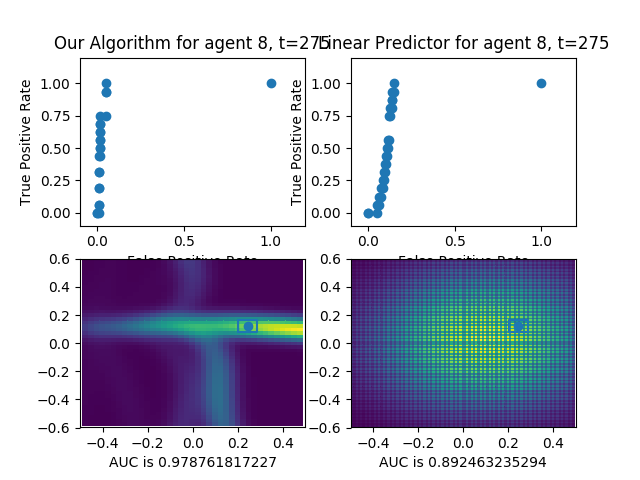 Our Algorithm for agent 8, t=275
Linear Predictor for agent 8, t=275
True Positive Rate
1.00
0.75
0.50
0.25
0.00
0.0 0.5 1.0
False Positive Rate
True Positive Rate
1.00
0.75
0.50
0.25
0.00
0.0 0.5 1.0
False Positive Rate
0.6
0.4
0.2
0.0
−0.2
−0.4
−0.6
−0.4 −0.2 0.0 0.2 0.4
AUC is 0.978761817227
0.6
0.4
0.2
0.0
−0.2
−0.4
−0.6
−0.4 −0.2 0.0 0.2 0.4
AUC is 0.892463235294